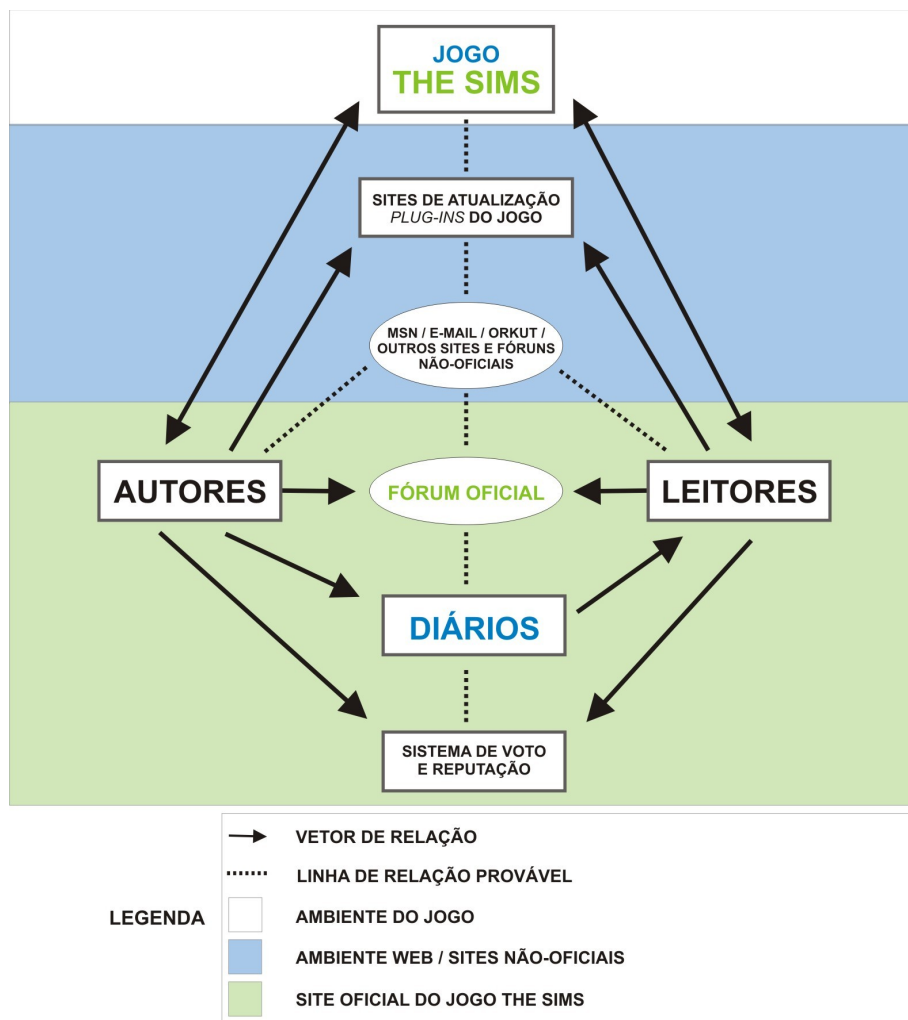 JOGO
THE SIMS
SITES DE ATUALIZAÇÃO
PLUG-INS DO JOGO
MSN / E-MAIL / ORKUT /
OUTROS SITES E FÓRUNS
NÃO-OFICIAIS
AUTORES
FÓRUM OFICIAL
LEITORES
DIÁRIOS
SISTEMA DE VOTO
E REPUTAÇÃO
LEGENDA
VETOR DE RELAÇÃO
LINHA DE RELAÇÃO PROVÁVEL
AMBIENTE DO JOGO
AMBIENTE WEB / SITES NÃO-OFICIAIS
SITE OFICIAL DO JOGO THE SIMS